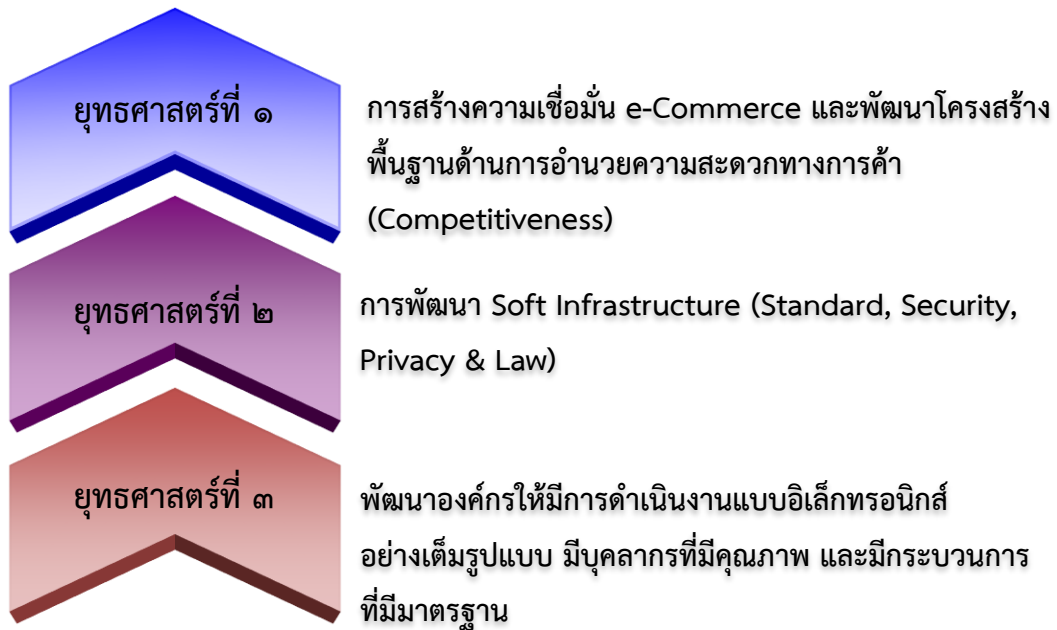 ยุทธศาสตร์ที่ ๑
การสร้างความเชื่อมั่น e-Commerce และพัฒนาโครงสร้าง
พื้นฐานด้านการอำนวยความสะดวกทางการค้า
(Competitiveness)
ยุทธศาสตร์ที่ ๒
การพัฒนา Soft Infrastructure (Standard, Security,
Privacy & Law)
ยุทธศาสตร์ที่ ๓
พัฒนาองค์กรให้มีการดำเนินงานแบบอิเล็กทรอนิกส์
อย่างเต็มรูปแบบ มีบุคลากรที่มีคุณภาพ และมีกระบวนการ
ที่มีมาตรฐาน